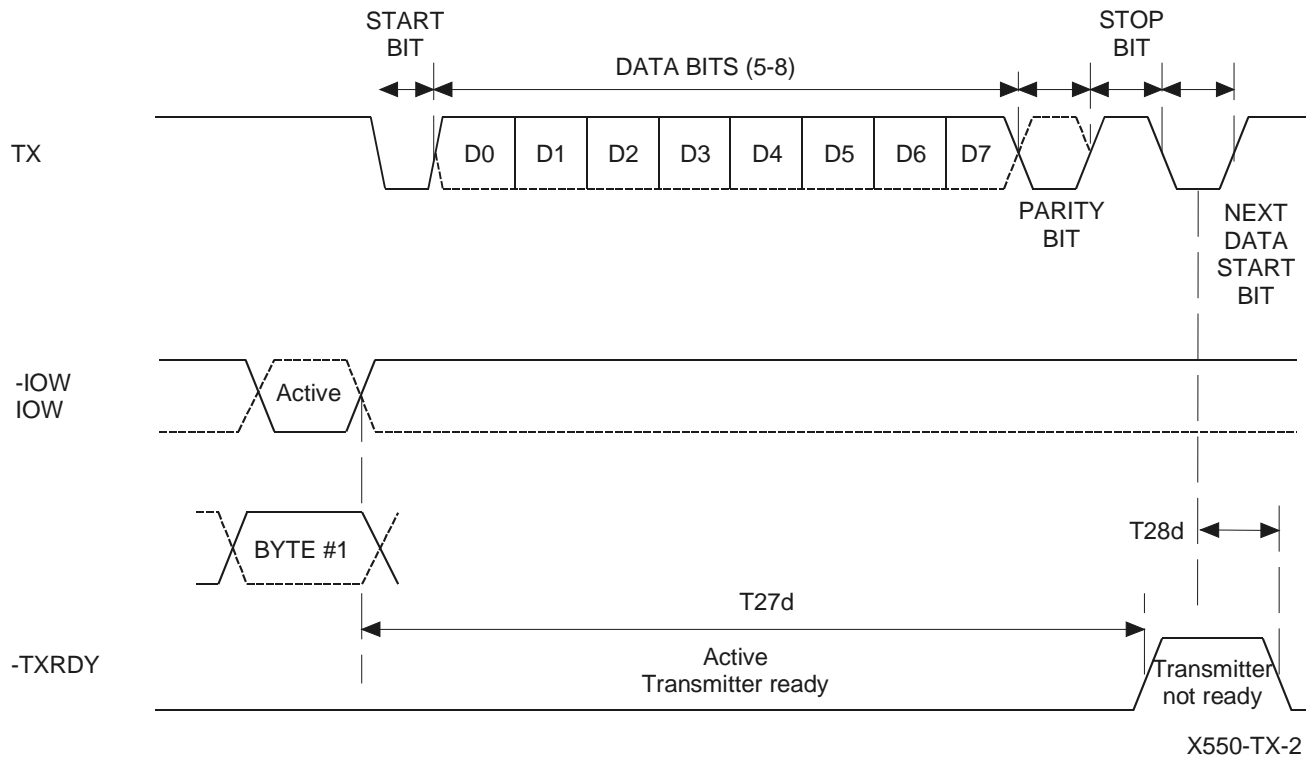 START
BIT
DATA BITS (5-8)
STOP
BIT
TX
D0 D1 D2 D3 D4 D5 D6 D7
PARITY
BIT
NEXT
DATA
START
BIT
-IOW
IOW
Active
BYTE #1
T28d
T27d
-TXRDY
Active
Transmitter ready
Transmitter
not ready
X550-TX-2